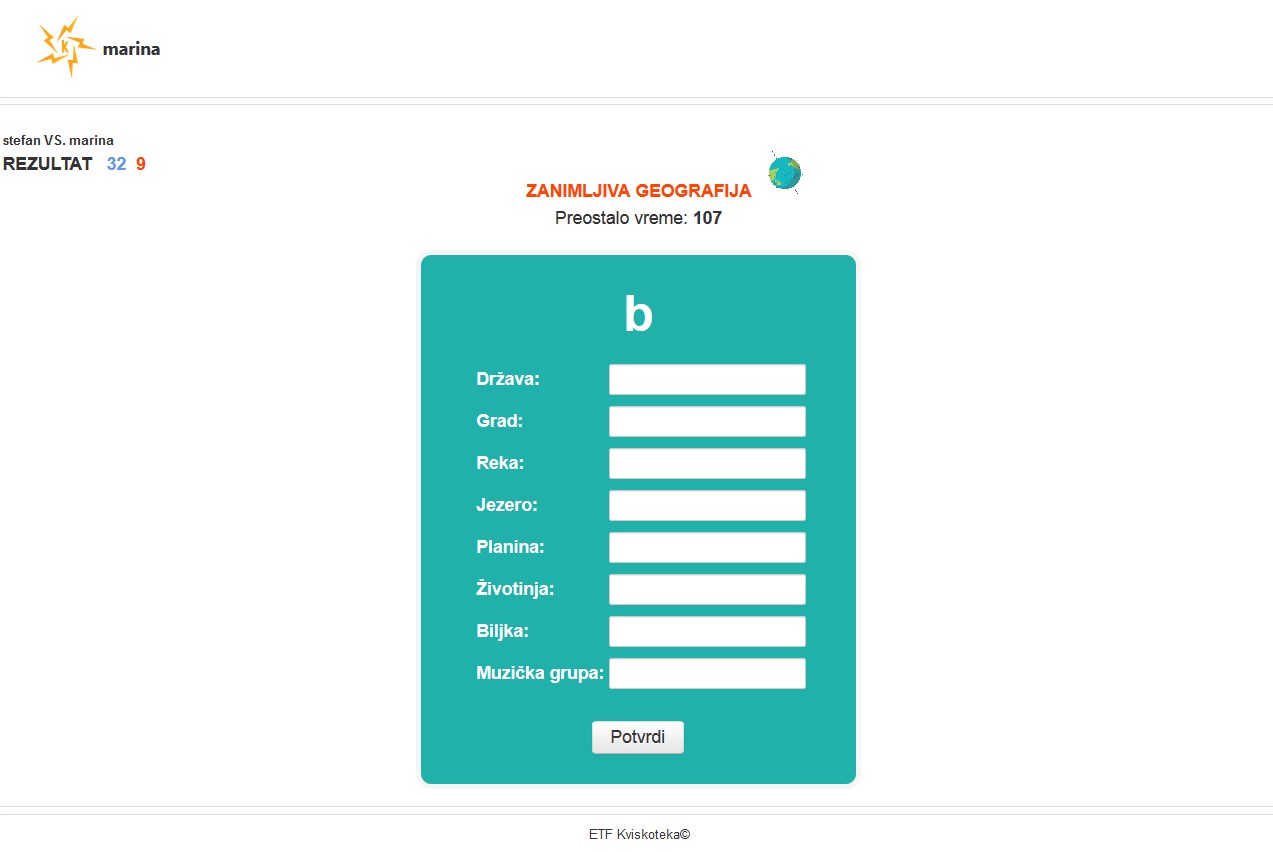 K
marina
stefan VS. marina
REZULTAT 32 9
ZANIMLJIVA GEOGRAFIJA
Preostalo vreme: 107
b
Država:
Grad:
Reka:
Jezero:
Planina:
Životinja:
Biljka:
Muzička grupa:
Potvrdi
ETF Kviskoteka©